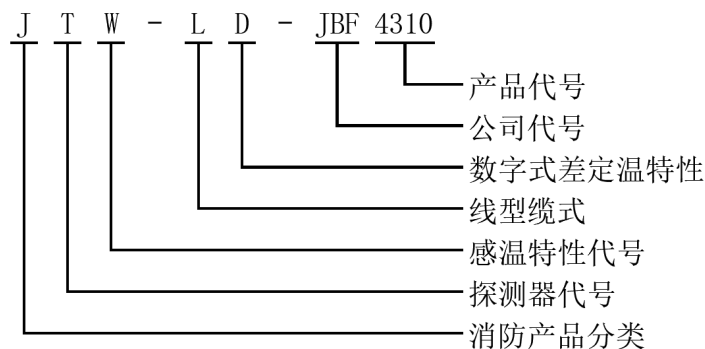 J T W - L D - JBF 4310
产品代号
公司代号
数字式差定温特性
线型缆式
感温特性代号
探测器代号
消防产品分类